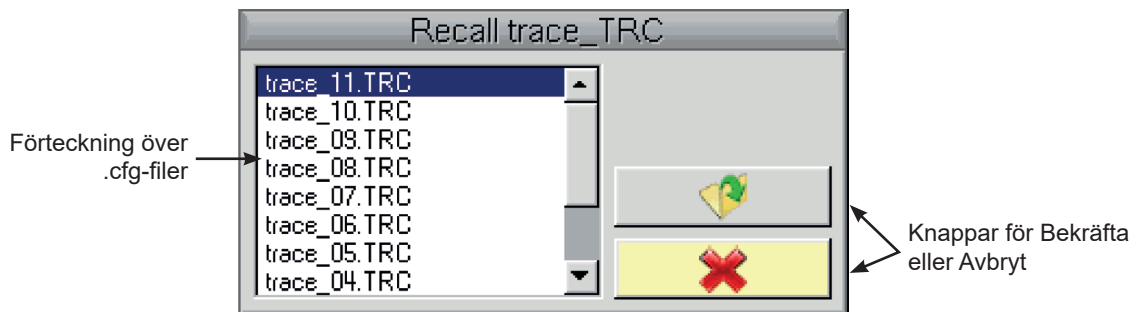 Recall trace_TRC
trace_11.TRC
trace_10.TRC
trace_09.TRC
trace_08.TRC
trace_07.TRC
trace_06.TRC
trace_05.TRC
trace_04.TRC
Förteckning över
.cfg-filer
Knappar för Bekräfta
eller Avbryt